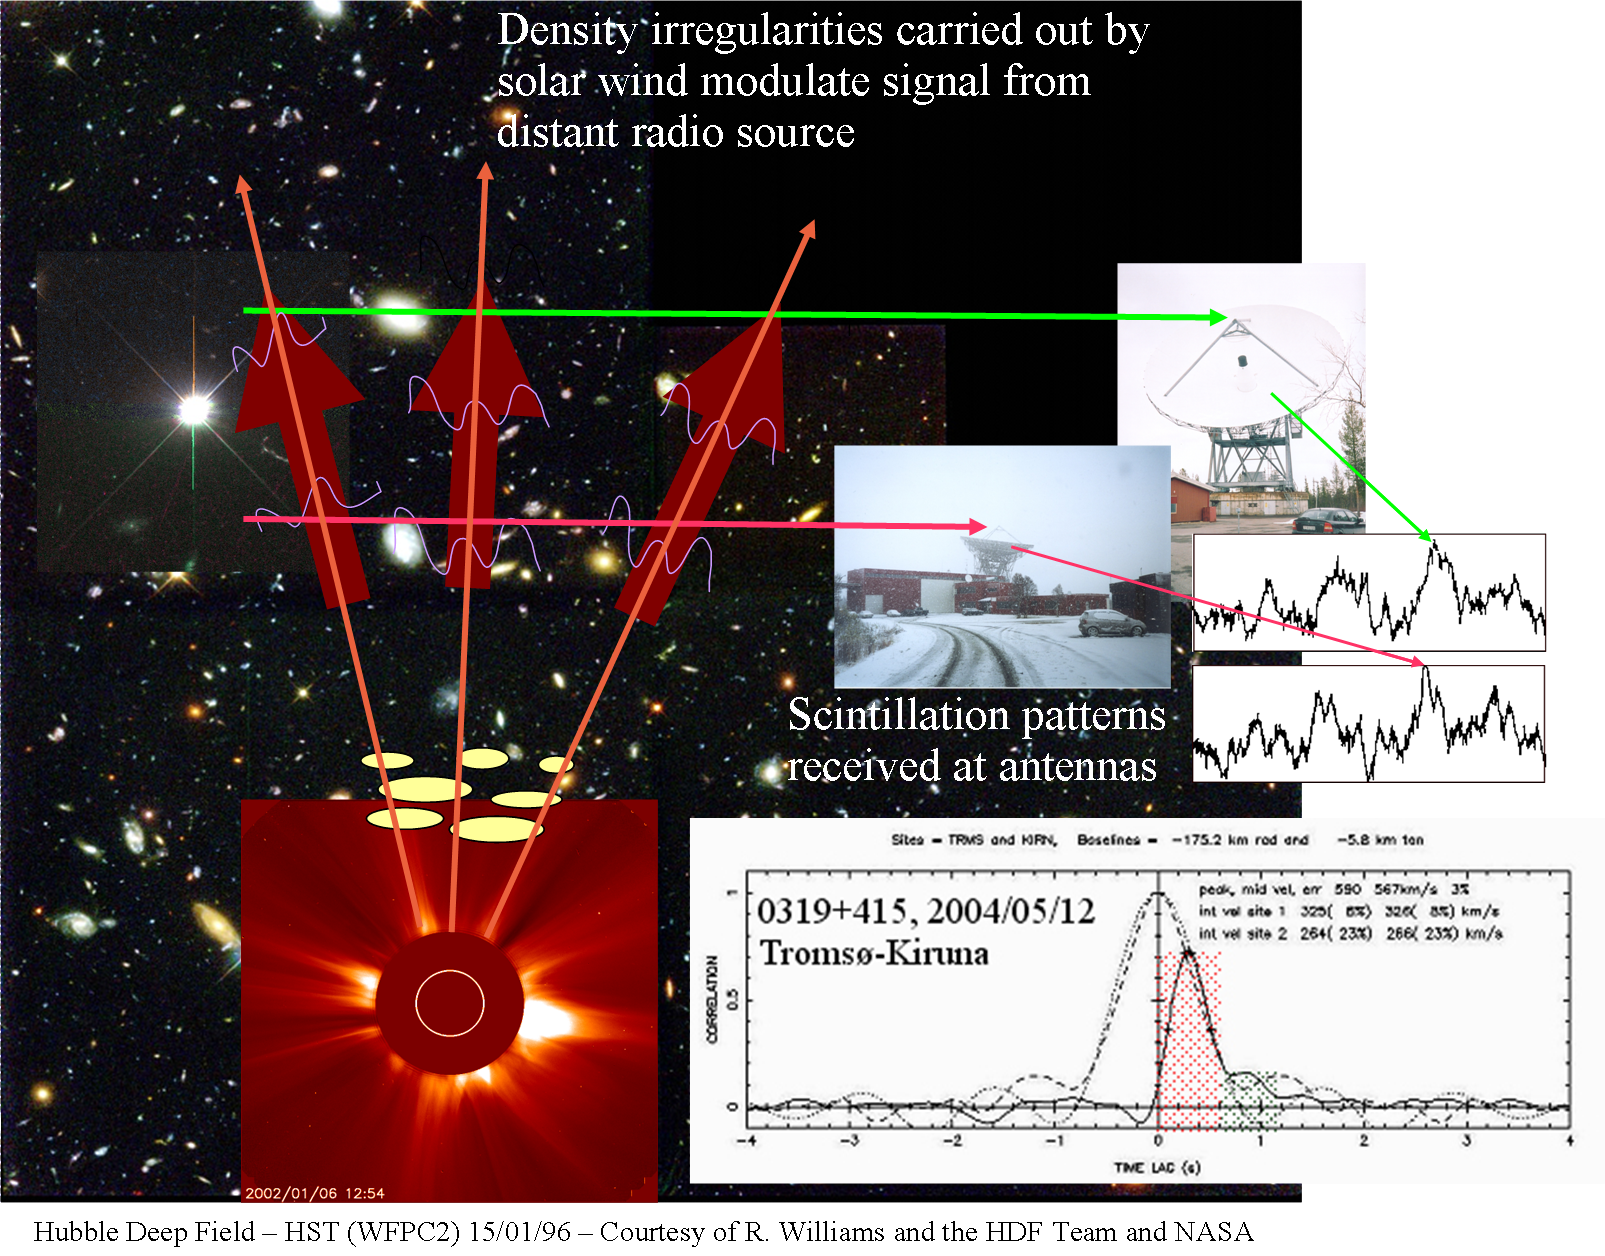 Density irregularities carried out by
solar wind modulate signal from
distant radio source
Scintillation patterns
received at antennas
Sites = TRMS and KIRN, Baselines = -175.2 km rad and -5.8 km tan
0319+415, 2004/05/12
Tromsø-Kiruna
peak, mid vel, err 590 567km/s 3%
int vel site 1 325( 6%) 326( 8%) km/s
int vel site 2 264( 23%) 266( 23%) km/s
CORRELATION
1
0.5
0
-4 -3 -2 -1 0 1 2 3 4
TIME LAG (s)
2002/01/06 12:54
Hubble Deep Field – HST (WFPC2) 15/01/96 – Courtesy of R. Williams and the HDF Team and NASA